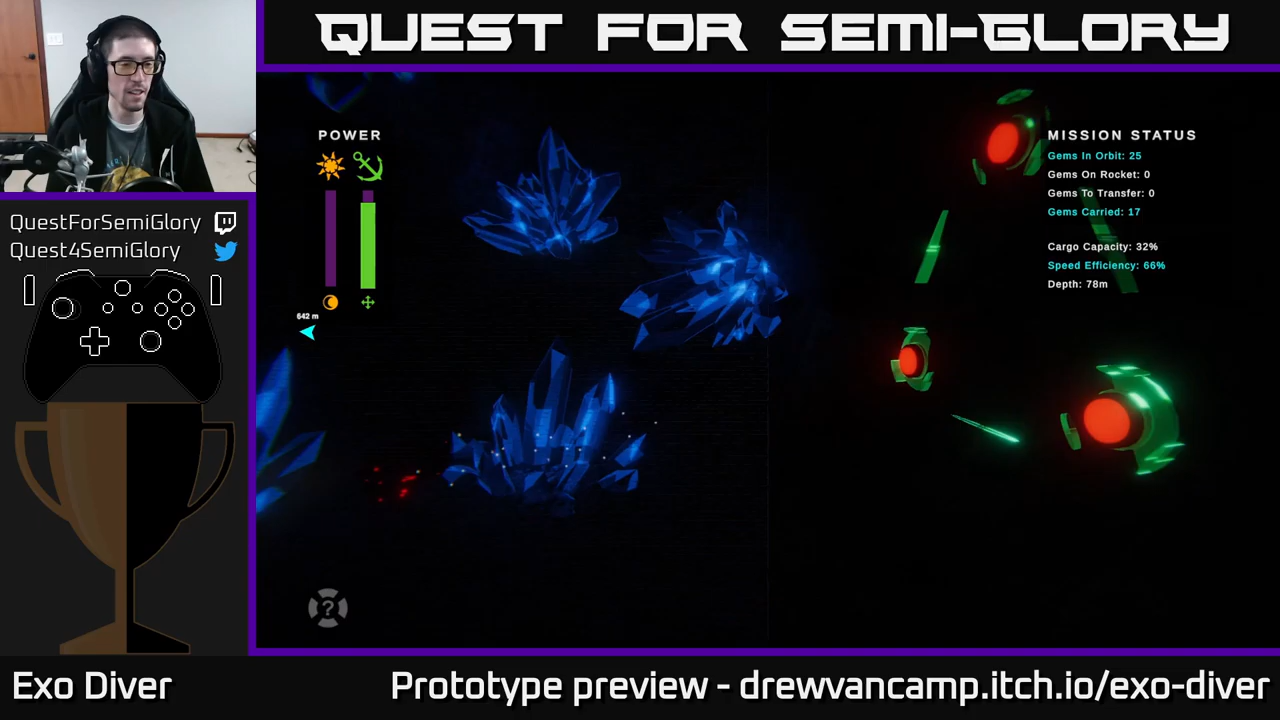 QUEST FOR SEMI-GLORY
QuestForSemiGlory
Quest4SemiGlory
POWER
642 m
MISSION STATUS
Gems In Orbit: 25
Gems On Rocket: 0
Gems To Transfer: 0
Gems Carried: 17
Cargo Capacity: 32%
Speed Efficiency: 66%
Depth: 78m
?
Exo Diver
Prototype preview - drewvancamp.itch.io/exo-diver